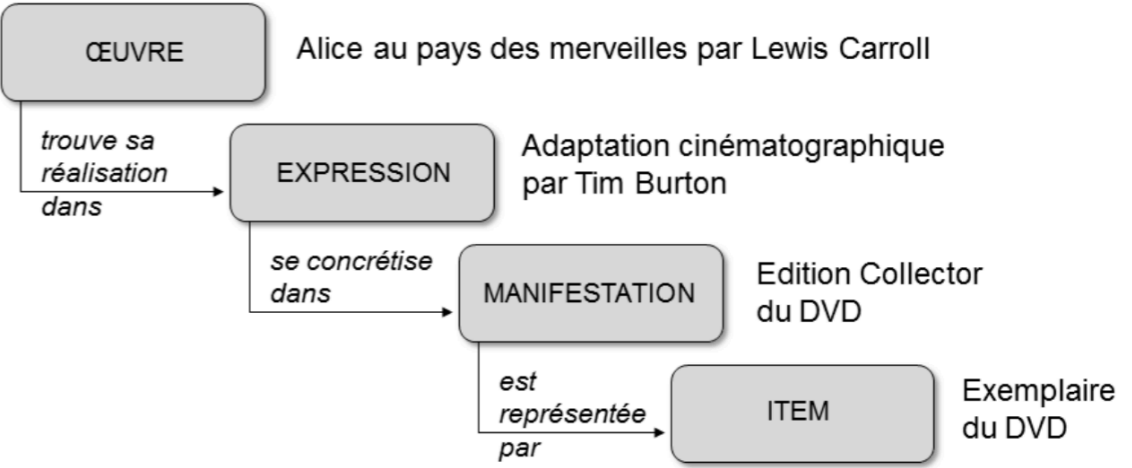 ŒUVRE
Alice au pays des merveilles par Lewis Carroll
trouve sa
réalisation
dans
EXPRESSION
Adaptation cinématographique
par Tim Burton
se concrétise
dans
MANIFESTATION
Edition Collector
du DVD
est
représentée
par
ITEM
Exemplaire
du DVD